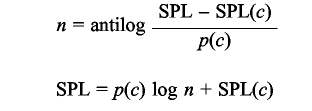 n = antilog SPL – SPL(c) / p(c)
SPL = p(c) log n + SPL(c)